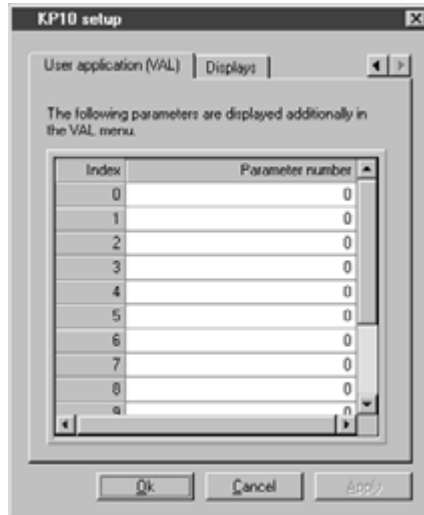 KP10 setup
User application (VAL) Displays
The following parameters are displayed additionally in
the VAL menu.
Index Parameter number
0 0
1 0
2 0
3 0
4 0
5 0
6 0
7 0
8 0
9 0
Ok Cancel Apply